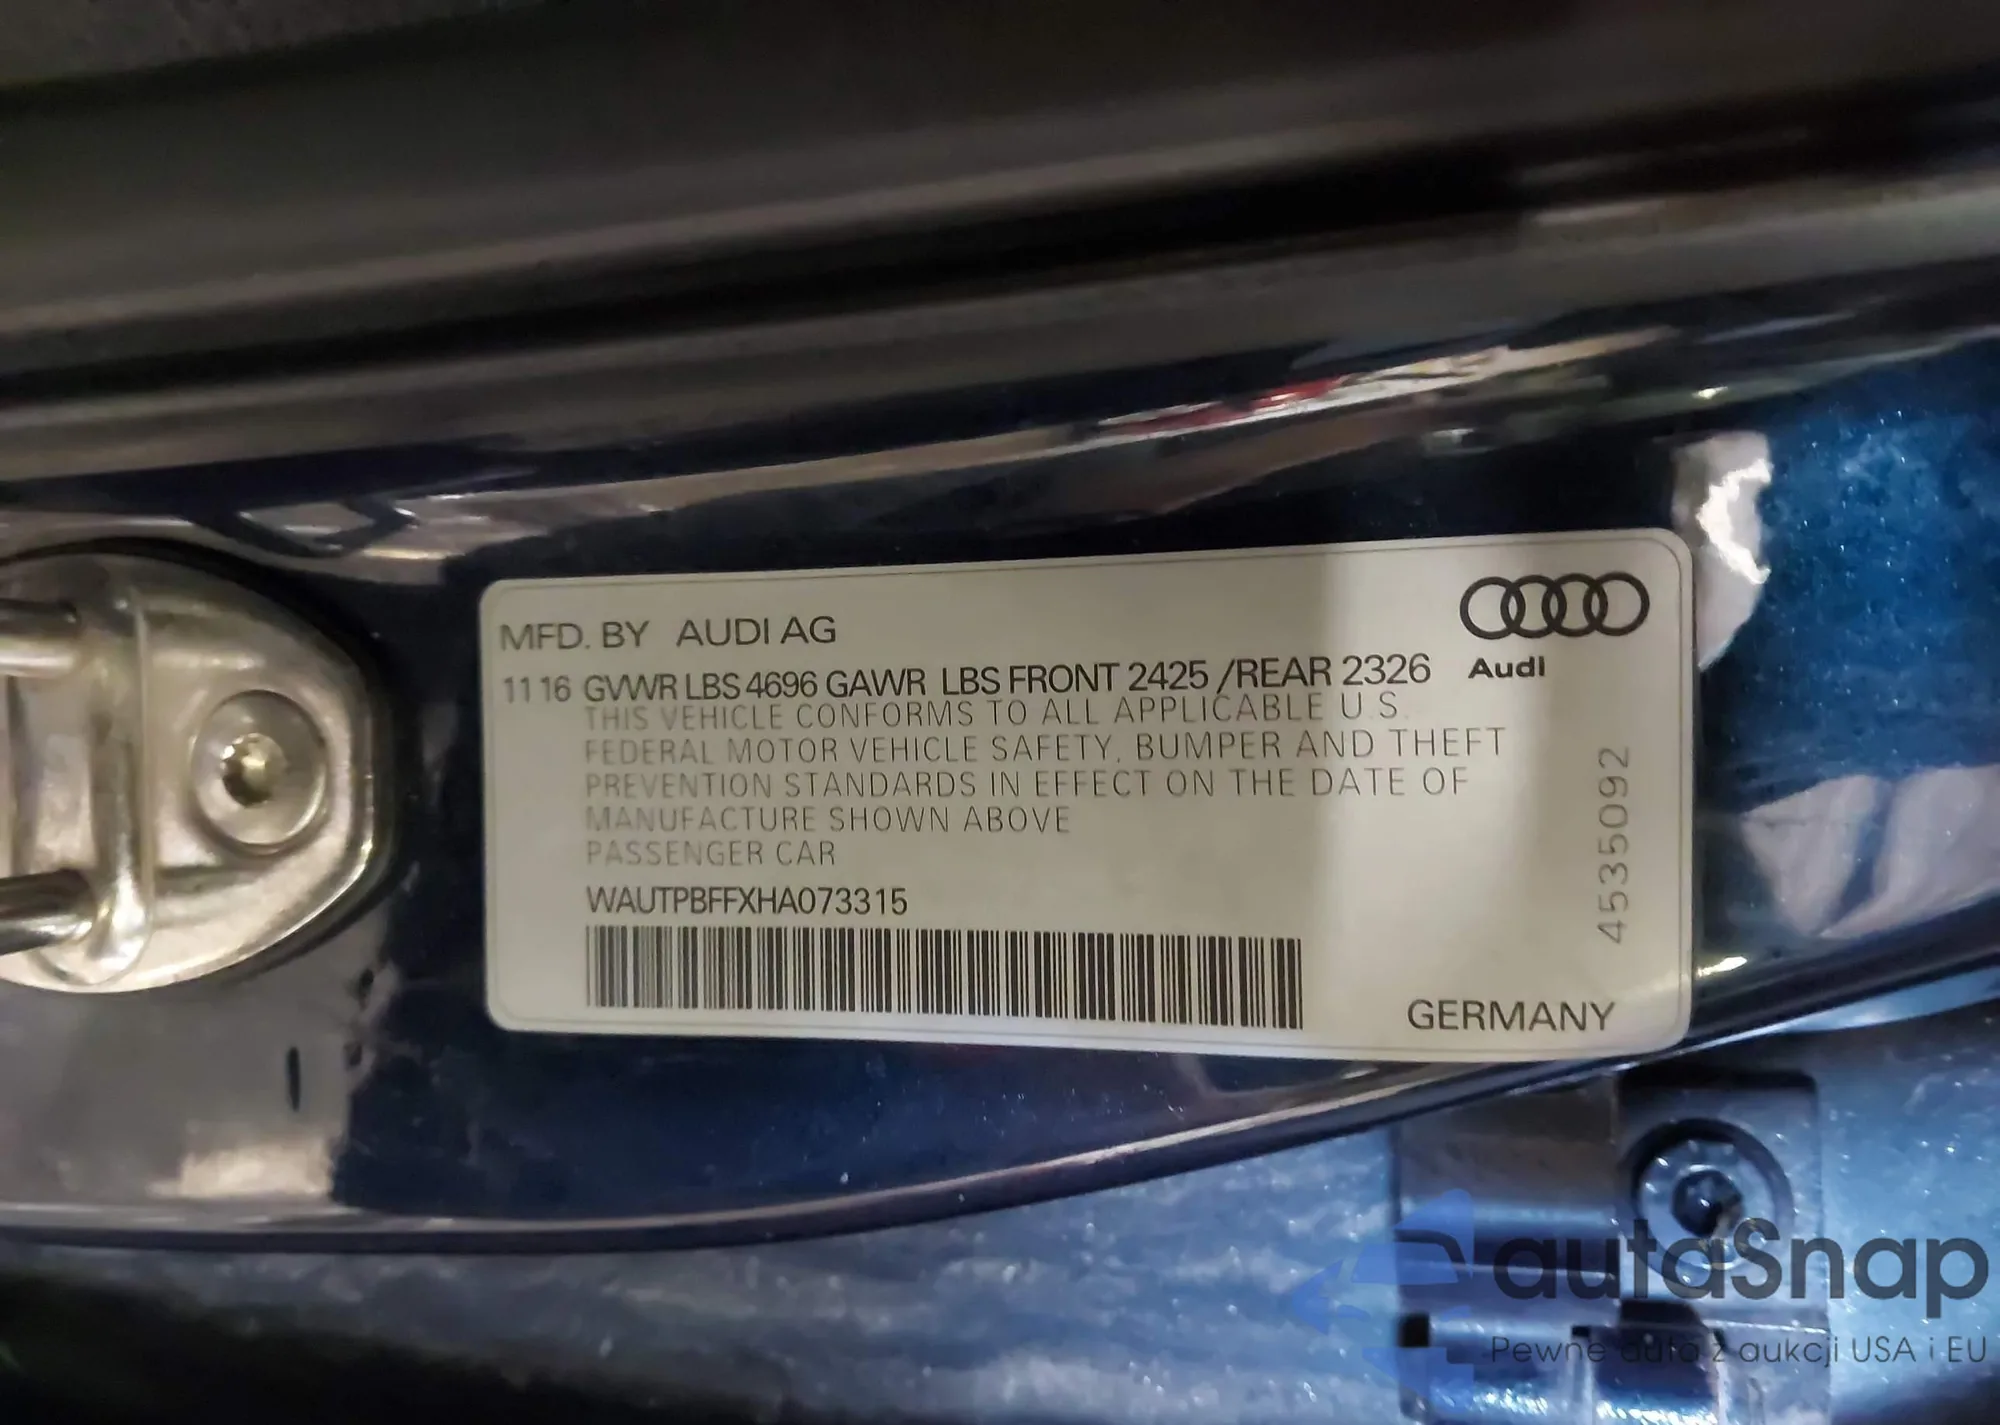 MFD. BY AUDI AG
11 16 GVWR LBS 4696 GAWR LBS FRONT 2425 /REAR 2326
Audi
THIS VEHICLE CONFORMS TO ALL APPLICABLE U.S.
FEDERAL MOTOR VEHICLE SAFETY, BUMPER AND THEFT
PREVENTION STANDARDS IN EFFECT ON THE DATE OF
MANUFACTURE SHOWN ABOVE
PASSENGER CAR
WAUTPBFFXHA073315
4535092
GERMANY
autaSnap
Pewne auta z aukcji USA i EU